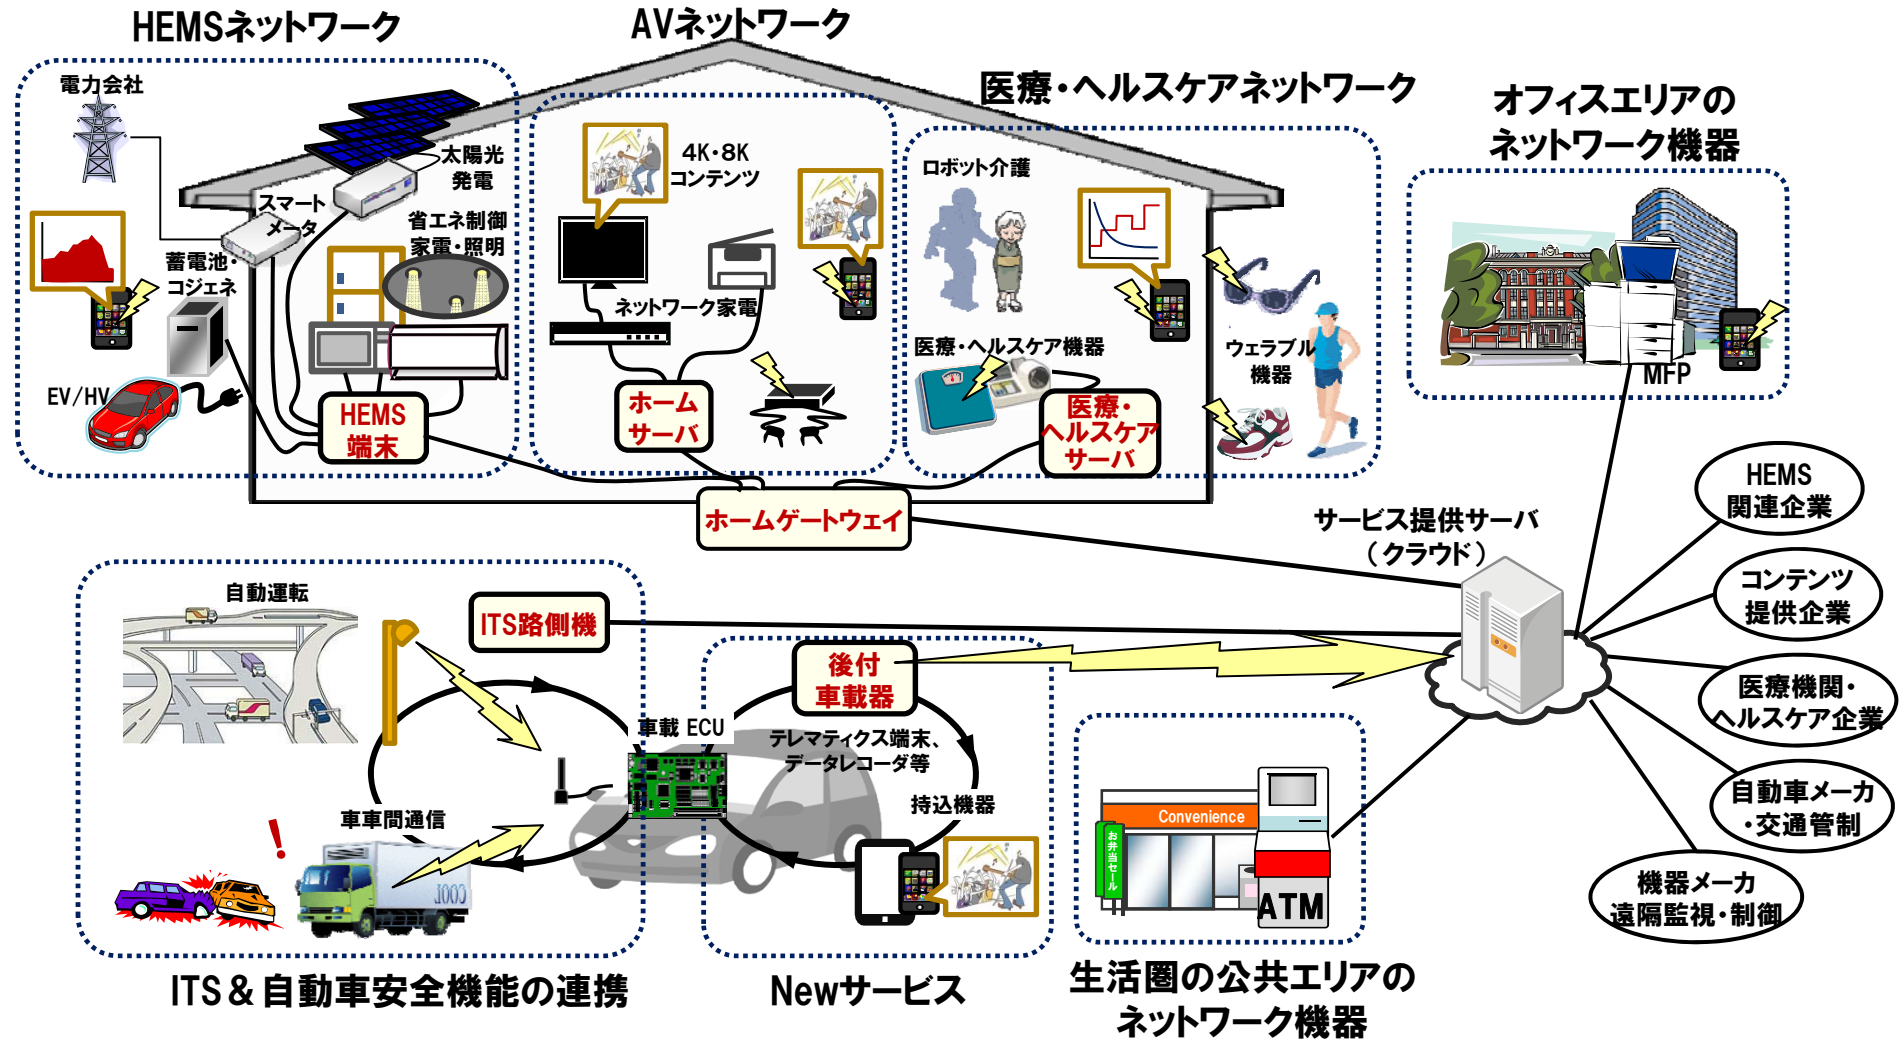 HEMSネットワーク
AVネットワーク
医療・ヘルスケアネットワーク
オフィスエリアの
ネットワーク機器
電力会社
太陽光
発電
スマート
メータ
省エネ制御
家電・照明
蓄電池・
コジェネ
EV/HV
HEMS
端末
4K・8K
コンテンツ
ネットワーク家電
ホーム
サーバ
ロボット介護
医療・ヘルスケア機器
医療・
ヘルスケア
サーバ
ウェラブル
機器
MFP
ホームゲートウェイ
サービス提供サーバ
（クラウド）
HEMS
関連企業
コンテンツ
提供企業
医療機関・
ヘルスケア企業
自動車メーカ
・交通管制
機器メーカ
遠隔監視・制御
自動運転
ITS路側機
車車間通信
!
COOL
車載 ECU
後付
車載器
テレマティクス端末、
データレコーダ等
持込機器
Convenience
お弁当セール
ATM
ITS＆自動車安全機能の連携
Newサービス
生活圏の公共エリアの
ネットワーク機器